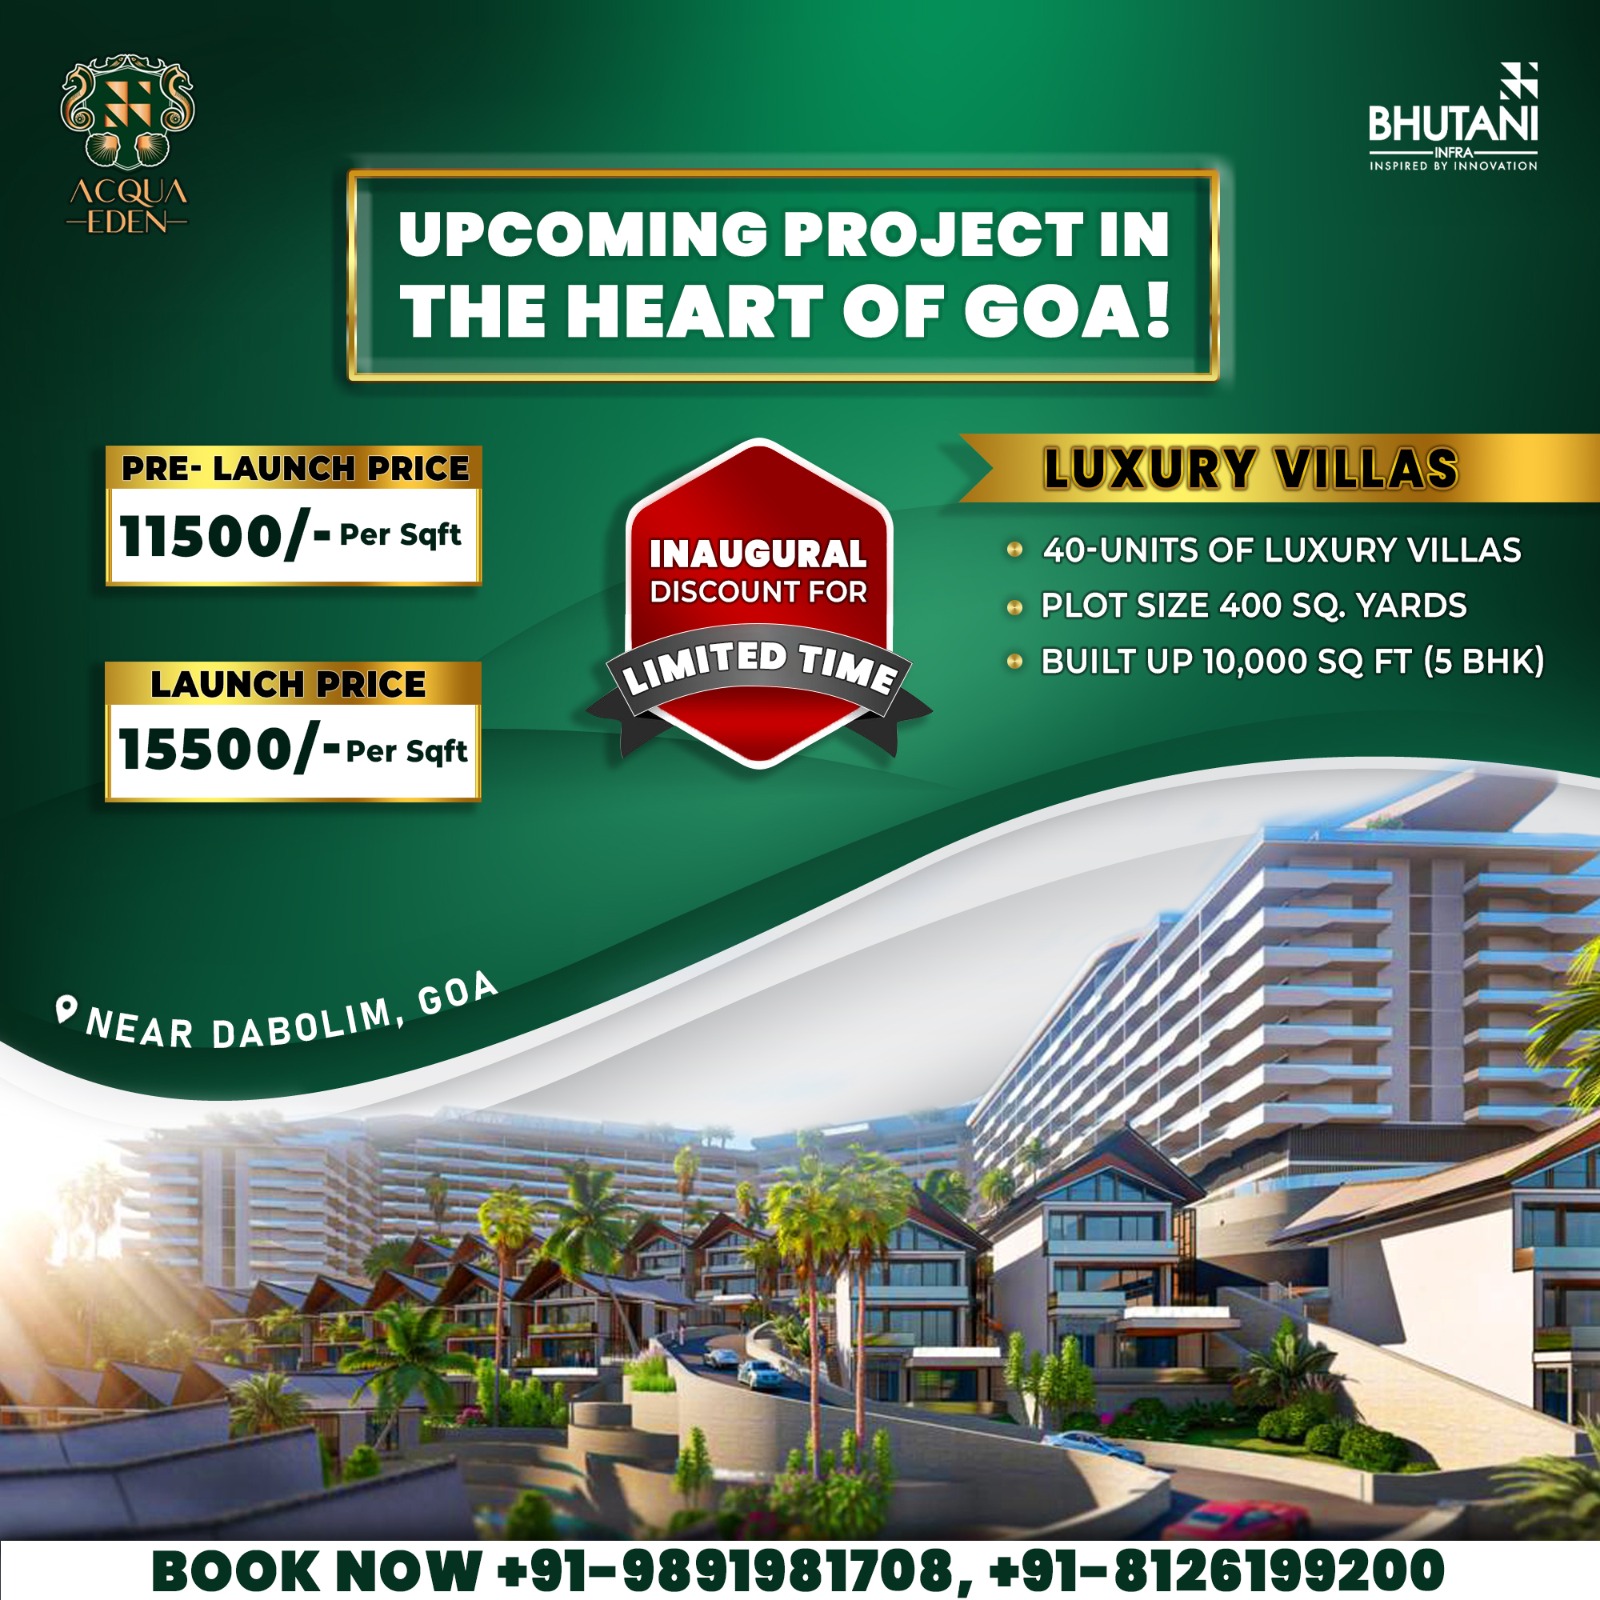 ACQUA
EDEN
BHUTANI
INFRA
INSPIRED BY INNOVATION
UPCOMING PROJECT IN
THE HEART OF GOA!
PRE- LAUNCH PRICE
11500/- Per Sqft
LAUNCH PRICE
15500/- Per Sqft
INAUGURAL
DISCOUNT FOR
LIMITED TIME
LUXURY VILLAS
40-UNITS OF LUXURY VILLAS
PLOT SIZE 400 SQ. YARDS
BUILT UP 10,000 SQ FT (5 BHK)
NEAR DABOLIM, GOA
BOOK NOW +91-9891981708, +91-8126199200